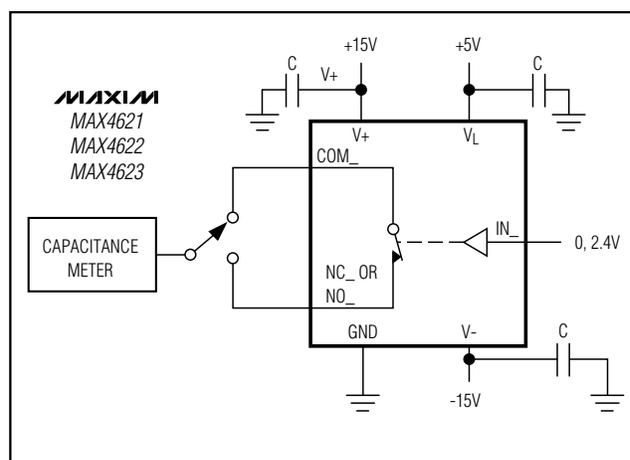 +15V
+5V
C
V+
C
MAXIM
MAX4621
MAX4622
MAX4623
V+
VL
COM_
IN_
0, 2.4V
CAPACITANCE
METER
NC_ OR
NO_
GND
V-
C
-15V